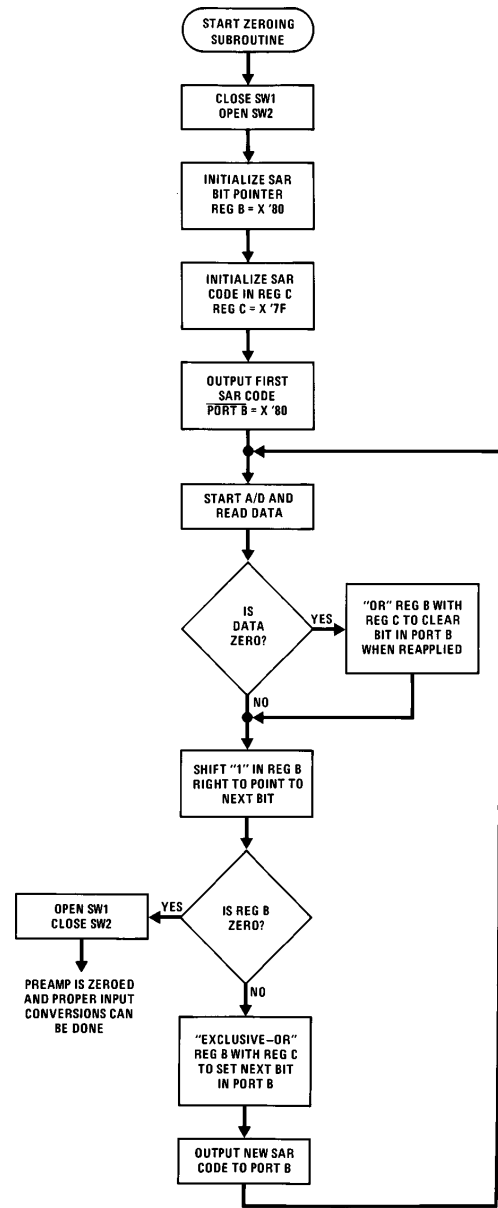 START ZEROING
SUBROUTINE
CLOSE SW1
OPEN SW2
INITIALIZE SAR
BIT POINTER
REG B = X '80
INITIALIZE SAR
CODE IN REG C
REG C = X '7F
OUTPUT FIRST
SAR CODE
PORT B = X '80
START A/D AND
READ DATA
IS
DATA
ZERO?
YES
"OR" REG B WITH
REG C TO CLEAR
BIT IN PORT B
WHEN REAPPLIED
NO
SHIFT "1" IN REG B
RIGHT TO POINT TO
NEXT BIT
IS REG B
ZERO?
YES
OPEN SW1
CLOSE SW2
PREAMP IS ZEROED
AND PROPER INPUT
CONVERSIONS CAN
BE DONE
NO
"EXCLUSIVE–OR"
REG B WITH REG C
TO SET NEXT BIT
IN PORT B
OUTPUT NEW SAR
CODE TO PORT B